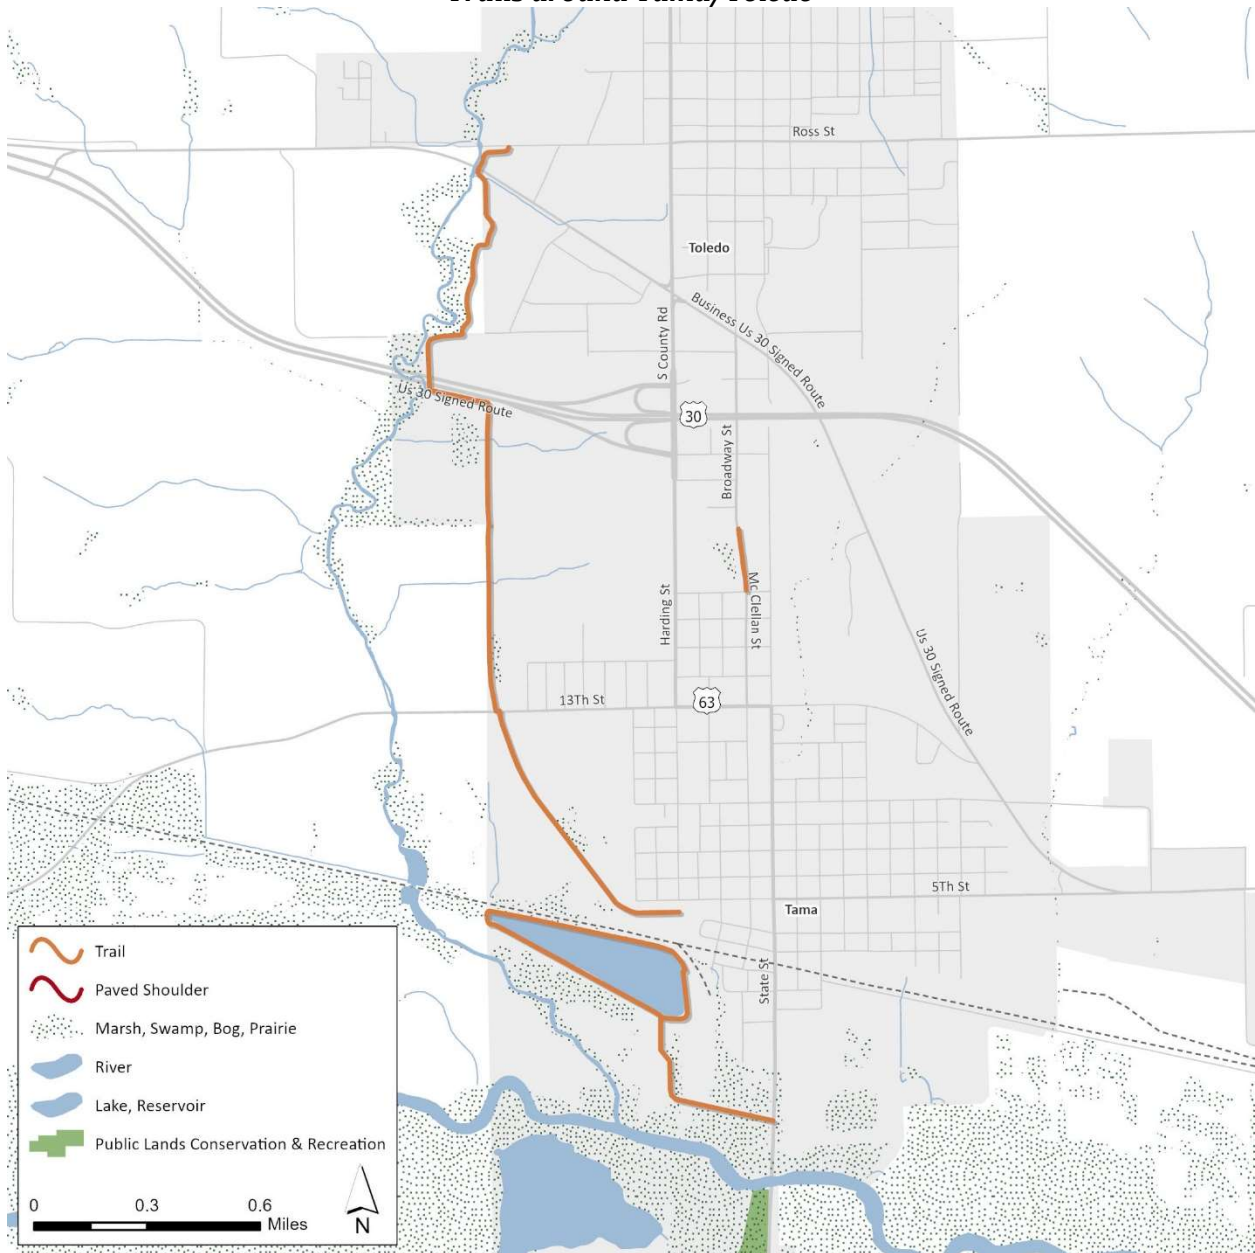 Trails around Tama/Toledo
Ross St
Toledo
Business Us 30 Signed Route
S County Rd
Us 30 Signed Route
30
Broadway St
Mc Clellan St
Harding St
Us 30 Signed Route
13Th St
63
5Th St
Tama
State St
Trail
Paved Shoulder
Marsh, Swamp, Bog, Prairie
River
Lake, Reservoir
Public Lands Conservation & Recreation
0 0.3 0.6
Miles
N